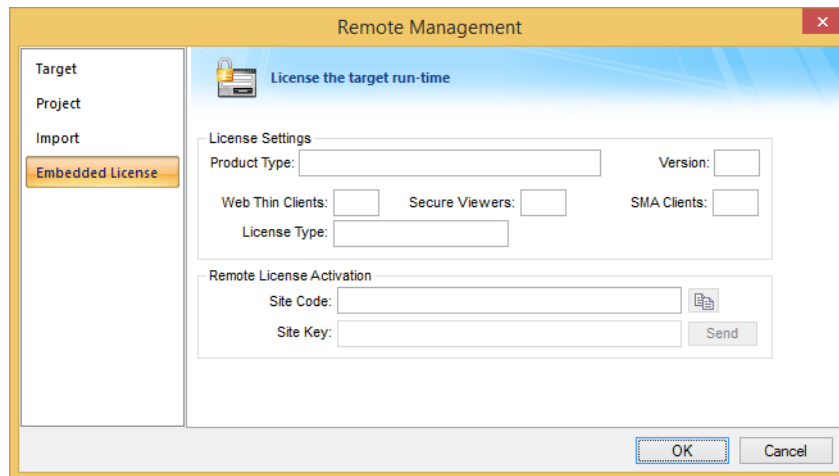 Remote Management
Target
Project
Import
Embedded License
License the target run-time
License Settings
Product Type: Version:
Web Thin Clients: Secure Viewers: SMA Clients:
License Type:
Remote License Activation
Site Code:
Site Key: Send
OK Cancel